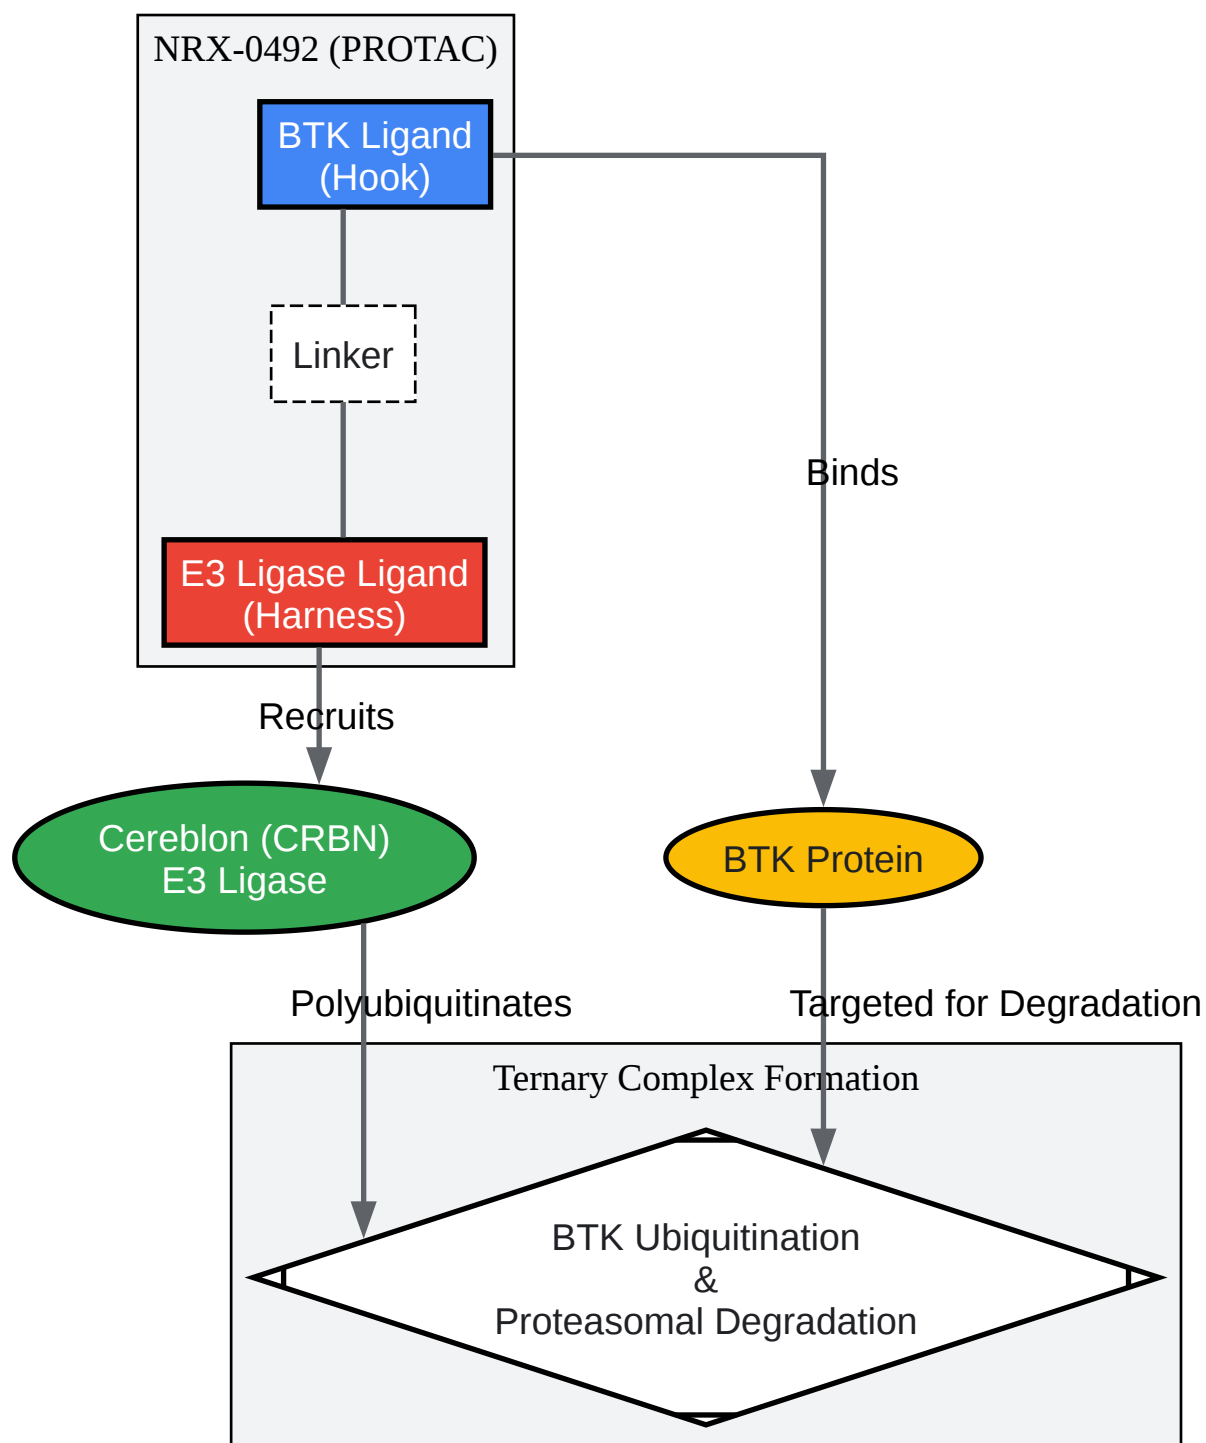 NRX-0492 (PROTAC)
BTK Ligand
(Hook)
Linker
Binds
E3 Ligase Ligand
(Harness)
Recruits
Cereblon (CRBN)
E3 Ligase
BTK Protein
Polyubiquitinates
Targeted for Degradation
Ternary Complex Formation
BTK Ubiquitination
&
Proteasomal Degradation